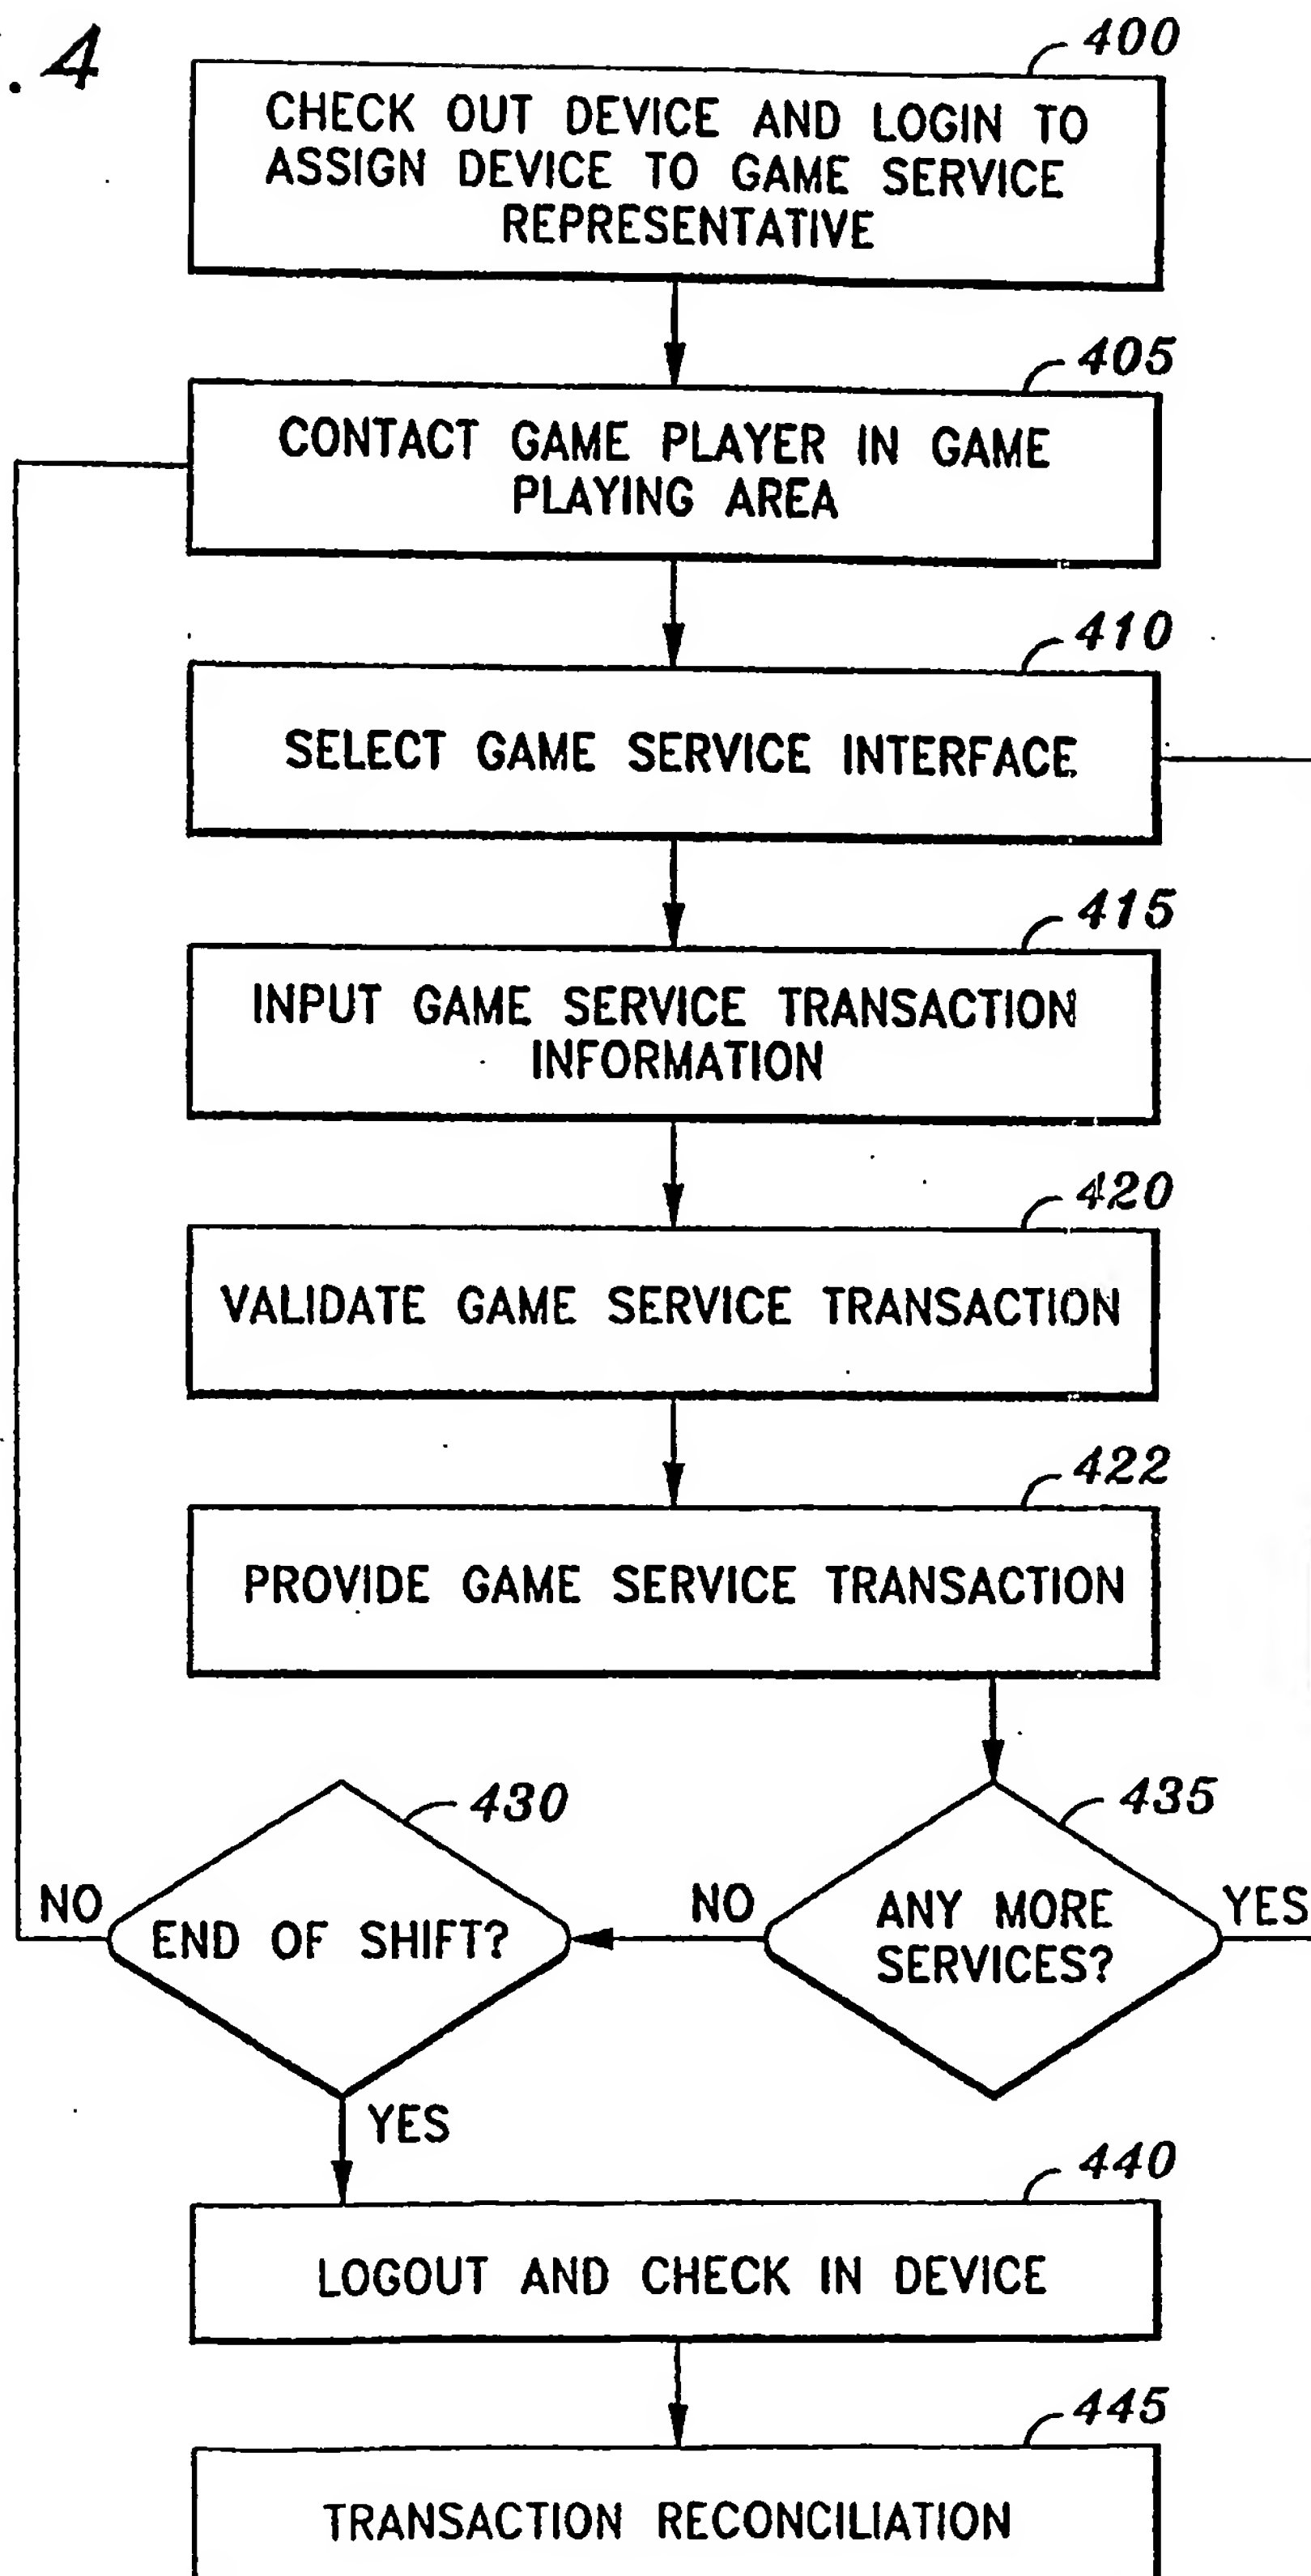 . 4
400
CHECK OUT DEVICE AND LOGIN TO
ASSIGN DEVICE TO GAME SERVICE
REPRESENTATIVE
405
CONTACT GAME PLAYER IN GAME
PLAYING AREA
410
SELECT GAME SERVICE INTERFACE
415
INPUT GAME SERVICE TRANSACTION
INFORMATION
420
VALIDATE GAME SERVICE TRANSACTION
422
PROVIDE GAME SERVICE TRANSACTION
430
435
NO
END OF SHIFT?
NO
ANY MORE
SERVICES?
YES
YES
440
LOGOUT AND CHECK IN DEVICE
445
TRANSACTION RECONCILIATION